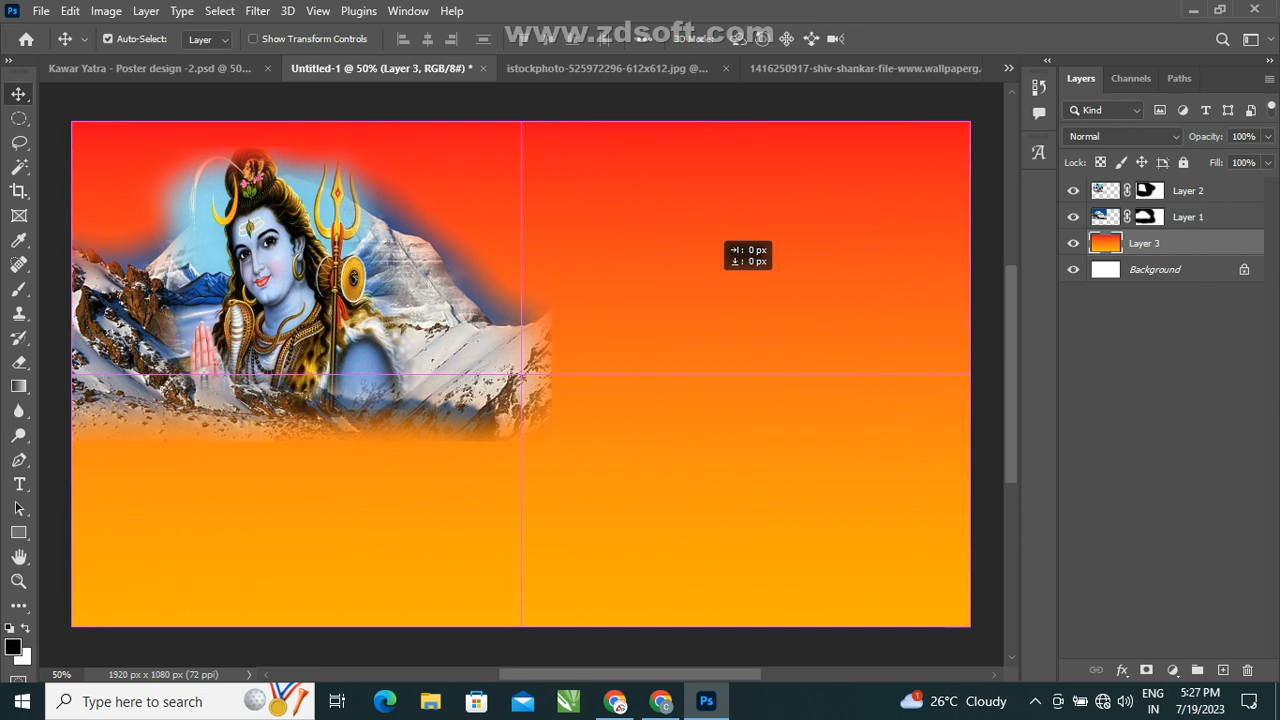 Ps File Edit Image Layer Type Select Filter 3D View Plugins Window Help
www.zdsoft.com
Auto-Select: Layer Show Transform Controls
Kawar Yatra - Poster design -2.psd @ 50... × Untitled-1 @ 50% (Layer 3, RGB/8#) * × istockphoto-525972296-612x612.jpg @... × 1416250917-shiv-shankar-file-www.wallpaperg.
Layers Channels Paths
Kind
Normal Opacity: 100%
Lock: Fill: 100%
Layer 2
Layer 1
Layer 3
Background
0 px
0 px
50% 1920 px x 1080 px (72 ppi)
Type here to search
Ps
1 26°C Cloudy
ENG
IN
5:27 PM
7/19/2023